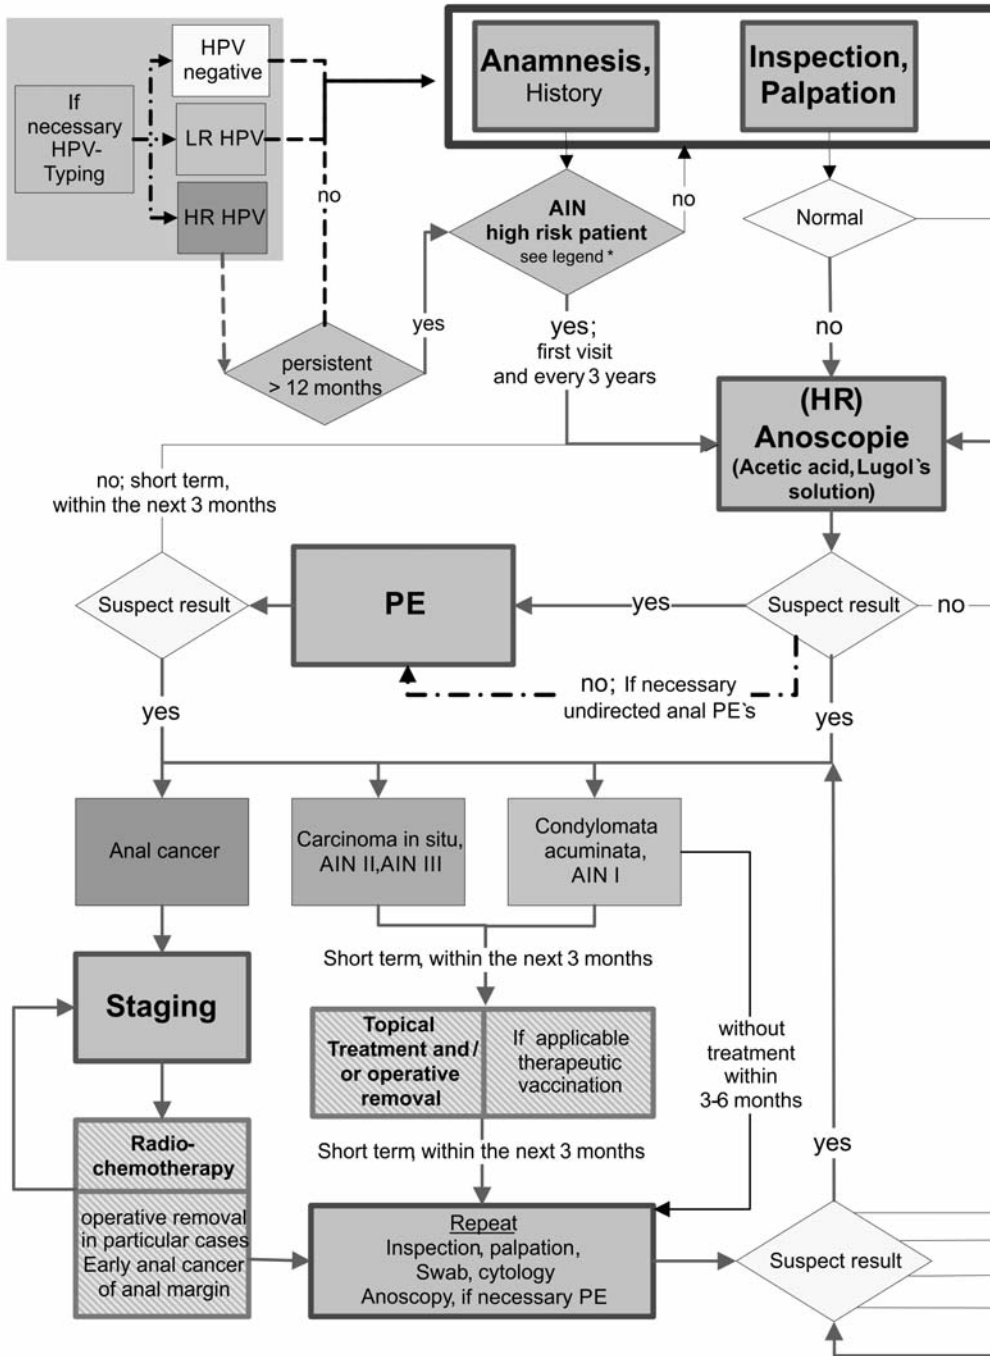 HPV
negative
If
necessary
HPV-
Typing
LR HPV
HR HPV
no
persistent
> 12 months
yes
Anamnesis,
History
Inspection,
Palpation
AIN
high risk patient
see legend *
no
Normal
yes;
first visit
and every 3 years
no
(HR)
Anoscopie
(Acetic acid, Lugol`s
solution)
no; short term,
within the next 3 months
Suspect result
PE
yes
Suspect result
no
no; If necessary
undirected anal PE`s
yes
yes
Anal cancer
Carcinoma in situ,
AIN II, AIN III
Condylomata
acuminata,
AIN I
Short term, within the next 3 months
Staging
Topical
Treatment and/
or operative
removal
If applicable
therapeutic
vaccination
without
treatment
within
3-6 months
Short term, within the next 3 months
Radio-
chemotherapy
operative removal
in particular cases
Early anal cancer
of anal margin
Repeat
Inspection, palpation,
Swab, cytology
Anoscopy, if necessary PE
yes
Suspect result